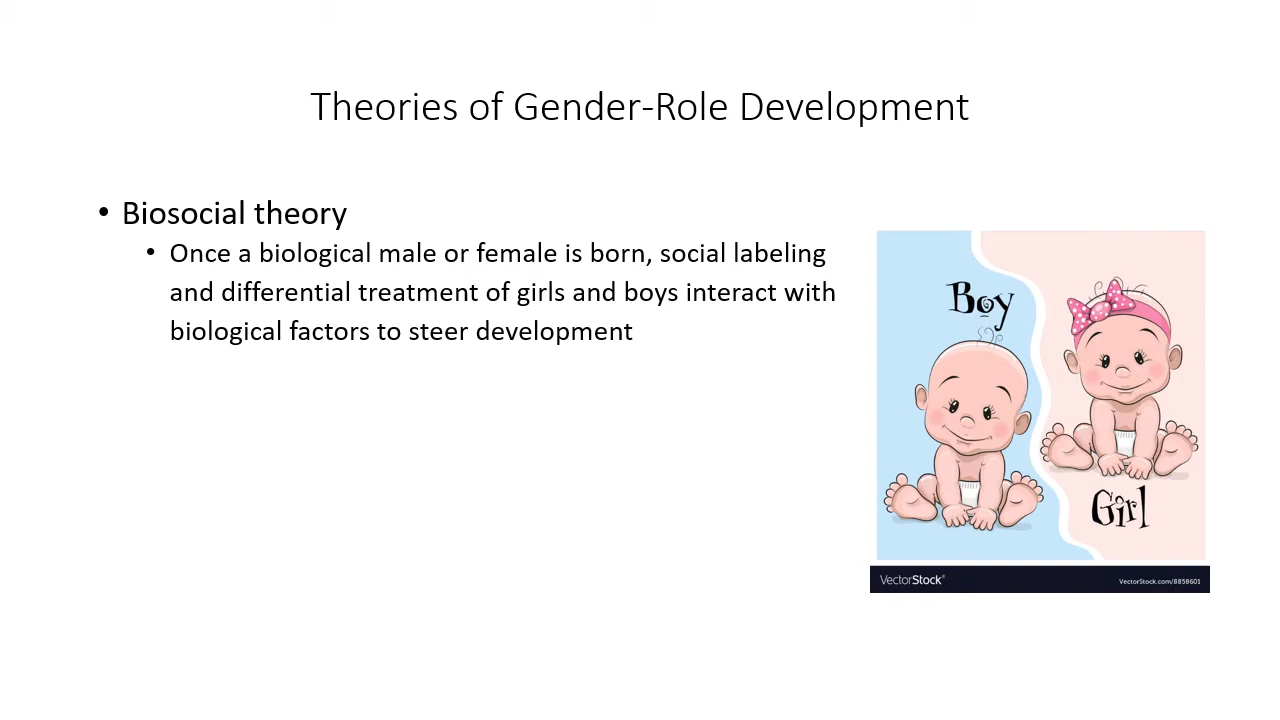 Theories of Gender-Role Development
• Biosocial theory
• Once a biological male or female is born, social labeling
and differential treatment of girls and boys interact with
biological factors to steer development
Boy
Girl
VectorStock®
VectorStock.com/8858601